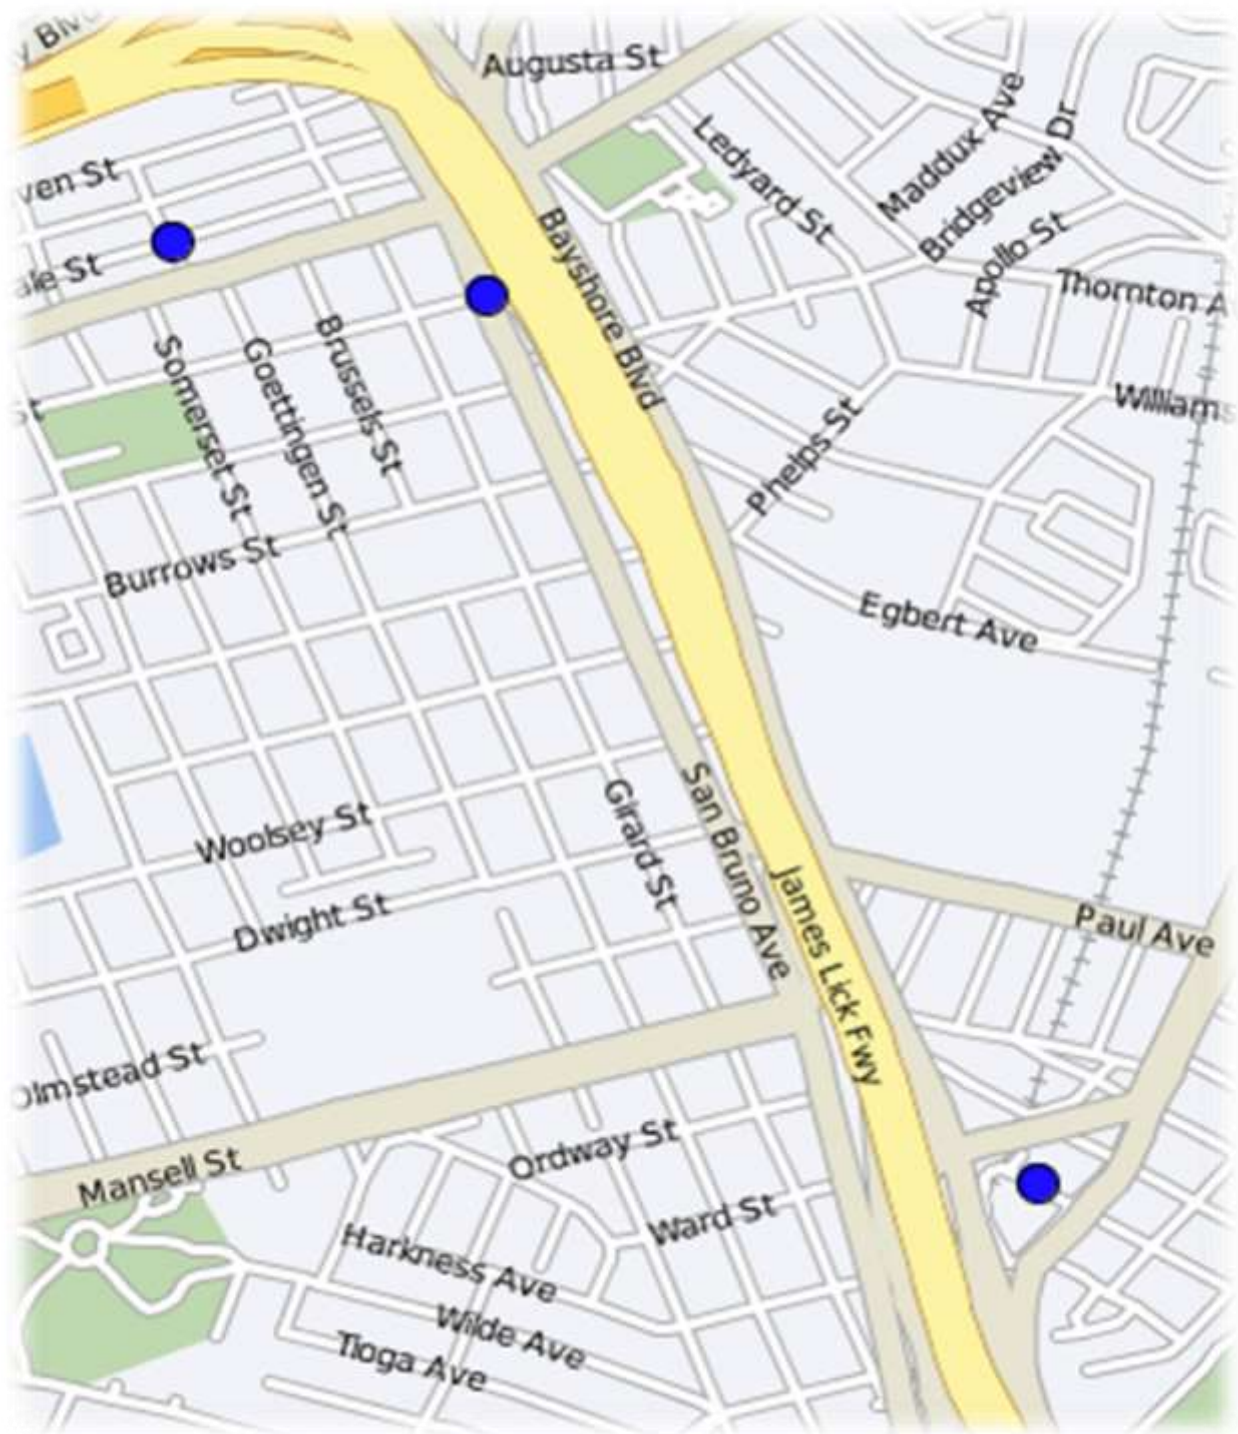 Blvd
Augusta St
Maddux Ave
Ledyard St
Bridgeview Dr
ven St
Bayshore Blvd
Apollo St
ale St
Thornton A
Somerset St
Goettingen St
Brussels St
Williams
st
Phelps St
Burrows St
Egbert Ave
Girard St
San Bruno Ave
Woolsey St
James Lick Fwy
Dwight St
Paul Ave
olmstead St
Mansell St
Ordway St
Ward St
Harkness Ave
Wilde Ave
Tioga Ave